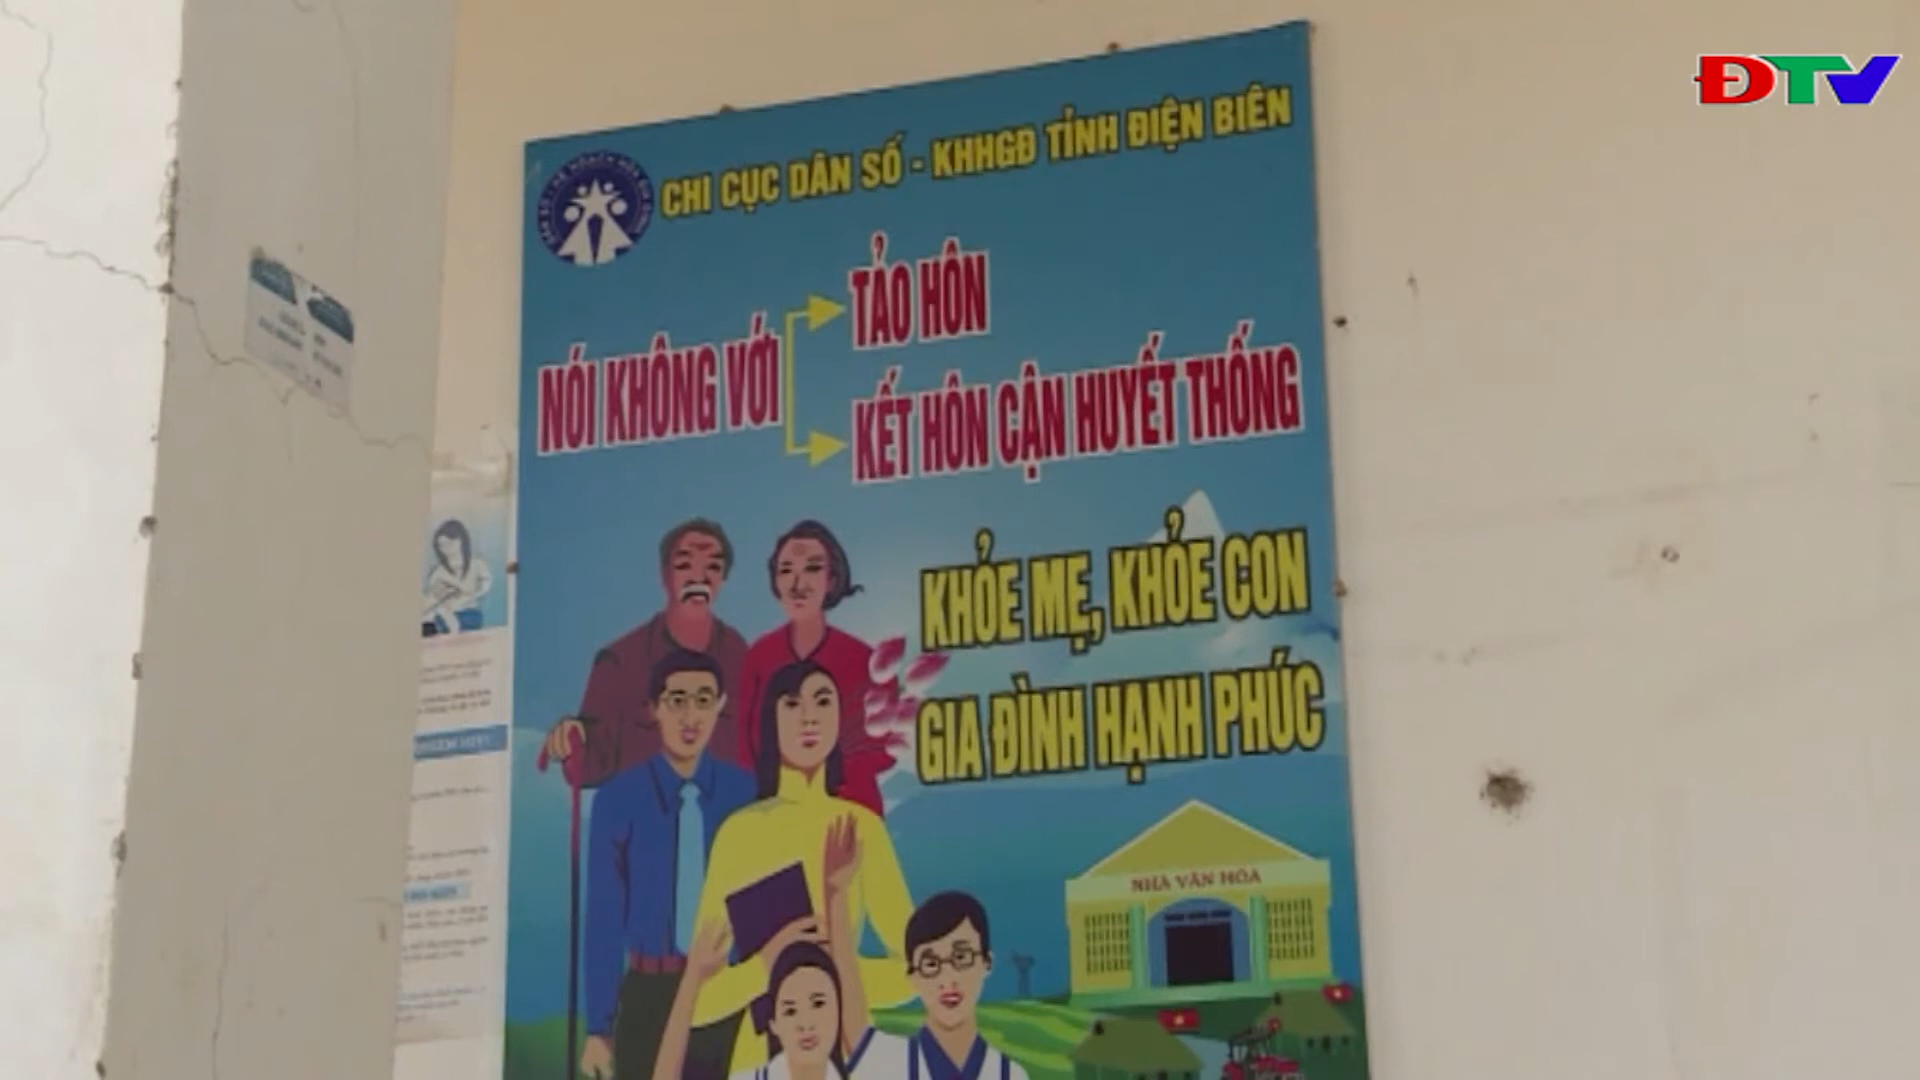 ĐTV
CHI CỤC DÂN SỐ - KHHGĐ TỈNH ĐIỆN BIÊN
NÓI KHÔNG VỚI
TẢO HÔN
KẾT HÔN CẬN HUYẾT THỐNG
KHỎE MẸ, KHỎE CON
GIA ĐÌNH HẠNH PHÚC
NHÀ VĂN HÓA